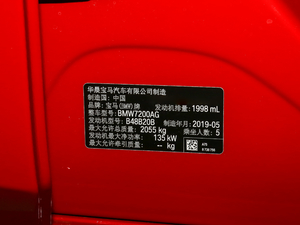 华晨宝马汽车有限公司制造
制造国：中国
品牌：宝马(BMW)牌 发动机排量：1998 mL
整车型号：BMW7200AG
发动机型号：B48B20B 制造年月：2019-05
最大允许总质量：2055 kg 乘坐人数：5
最大净功率：135 kW
最大允许牵引质量：-- kg